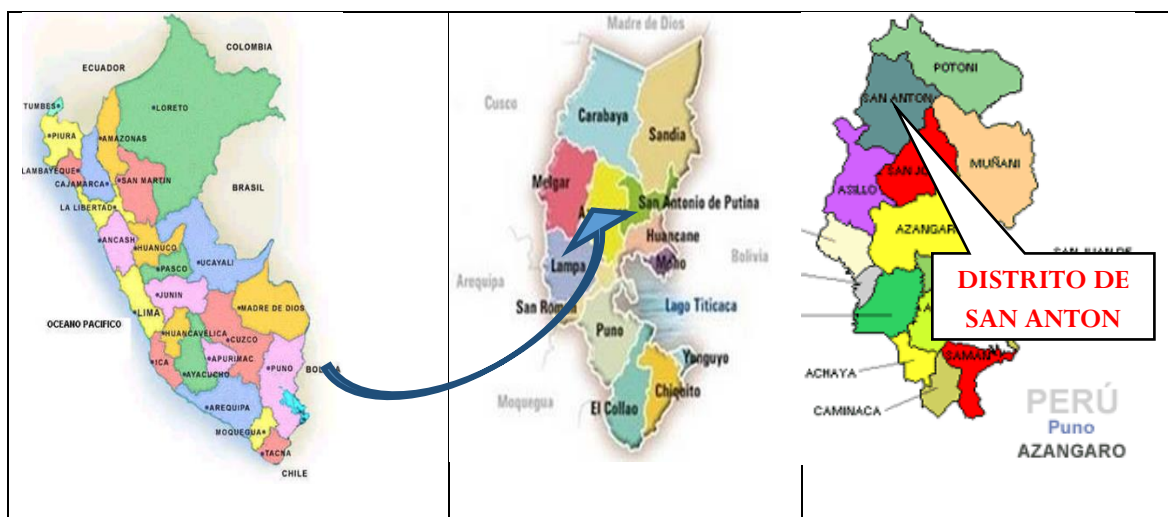 COLOMBIA
ECUADOR
TUMBES
LORETO
PIURA
AMAZONAS
LAMBAYEQUE
CAJAMARCA
SAN MARTIN
BRASIL
LA LIBERTAD
ANCASH
HUANUCO
PASCO
UCAYALI
JUNIN
LIMA
MADRE DE DIOS
OCEANO PACIFICO
HUANCAVELICA
CUZCO
ICA
APURIMAC
PUNO
AYACUCHO
AREQUIPA
MOQUEGUA
TACNA
CHILE
Madre de Dios
Cusco
Carabaya
Sandia
Melgar
San Antonio de Putina
Huancane
Lampa
Moho
Bolivia
Arequipa
Lago Titicaca
Puno
Yunguyo
Moquegua
El Collao
Chucuito
POTONI
SAN ANTON
MUÑANI
ASILLO
DISTRITO DE
SAN ANTON
SAMAN
ACHAYA
CAMINACA
PERÚ
Puno
AZANGARO